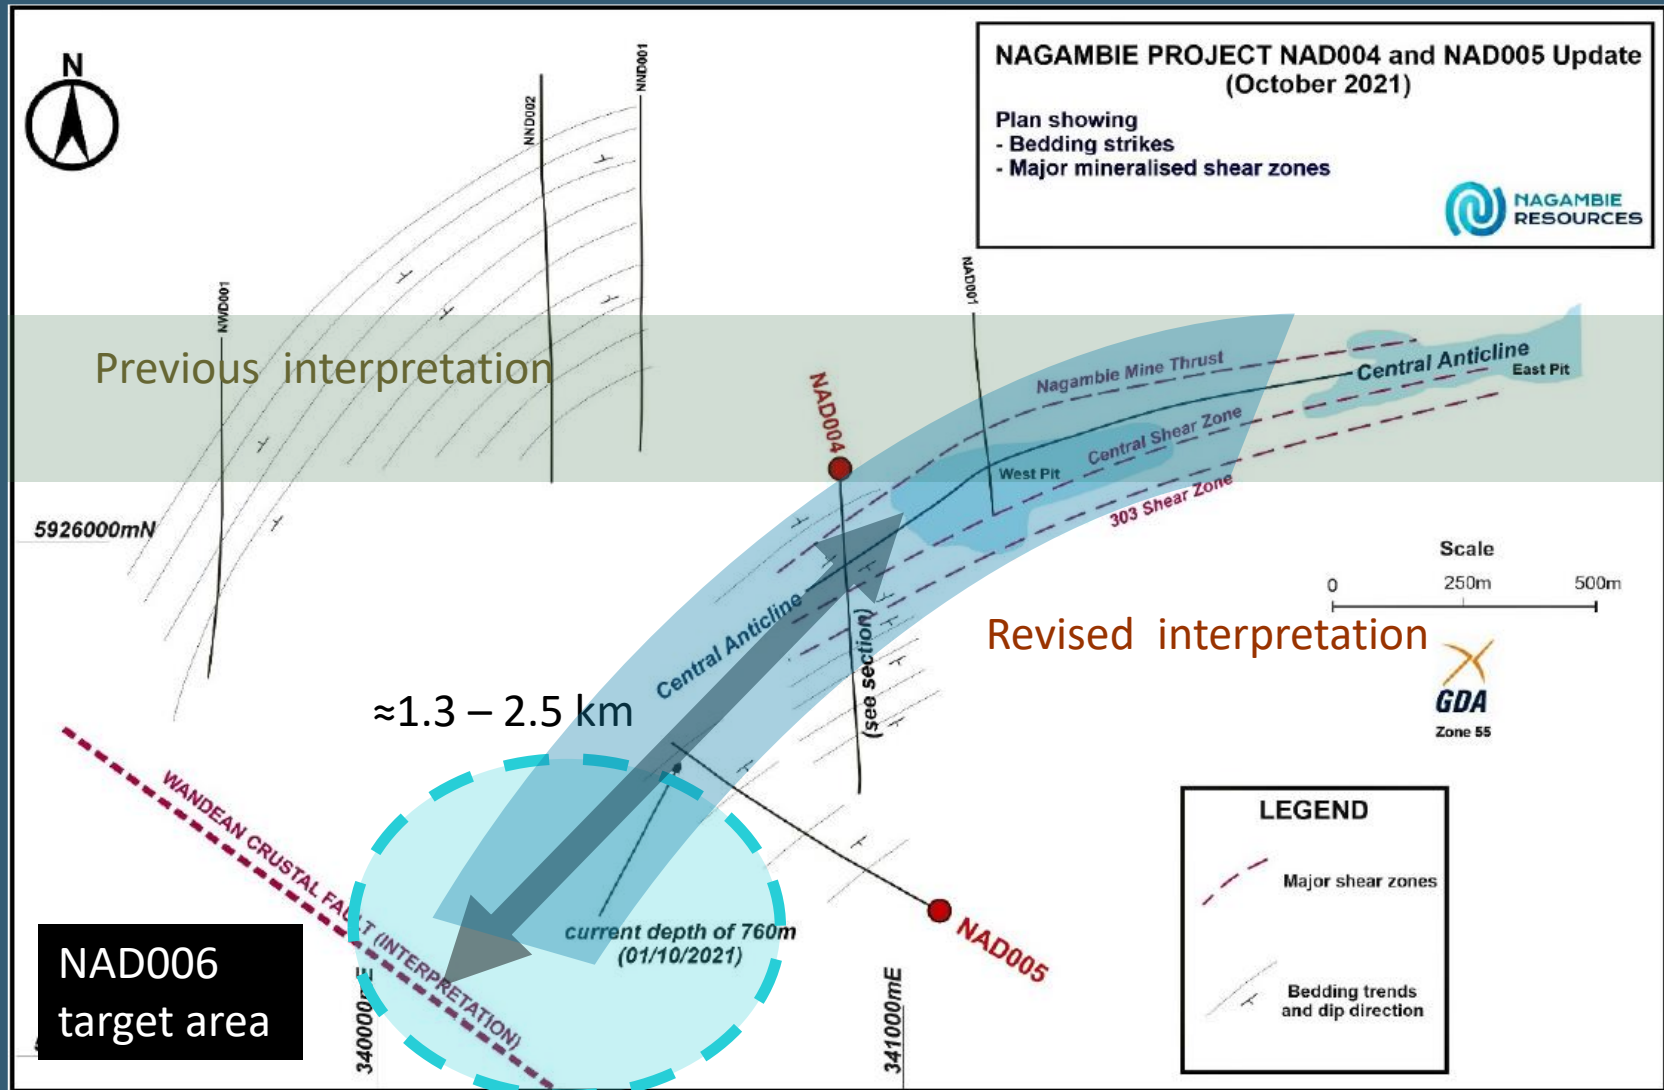 N
NAGAMBIE PROJECT NAD004 and NAD005 Update
(October 2021)
Plan showing
- Bedding strikes
- Major mineralised shear zones
NAGAMBIE
RESOURCES
NND001
NND002
NWD001
NAD001
Previous interpretation
NAD004
Nagambie Mine Thrust
Central Anticline
East Pit
Central Shear Zone
West Pit
303 Shear Zone
5926000mN
Scale
0 250m 500m
Revised interpretation
GDA
Zone 55
Central Anticline
(see section)
≈1.3 – 2.5 km
WANDEAN CRUSTAL FAULT (INTERPRETATION)
current depth of 760m
(01/10/2021)
NAD005
NAD006
target area
340000mE
341000mE
LEGEND
Major shear zones
Bedding trends
and dip direction